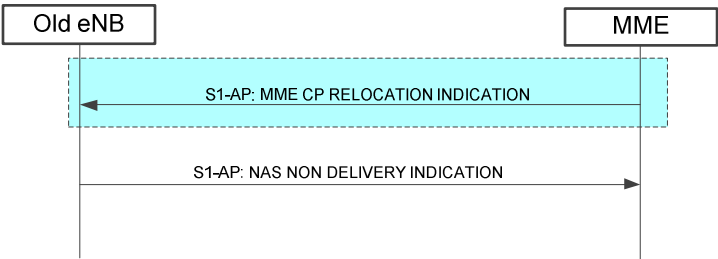 Old eNB
MME
S1-AP: MME CP RELOCATION INDICATION
S1-AP: NAS NON DELIVERY INDICATION